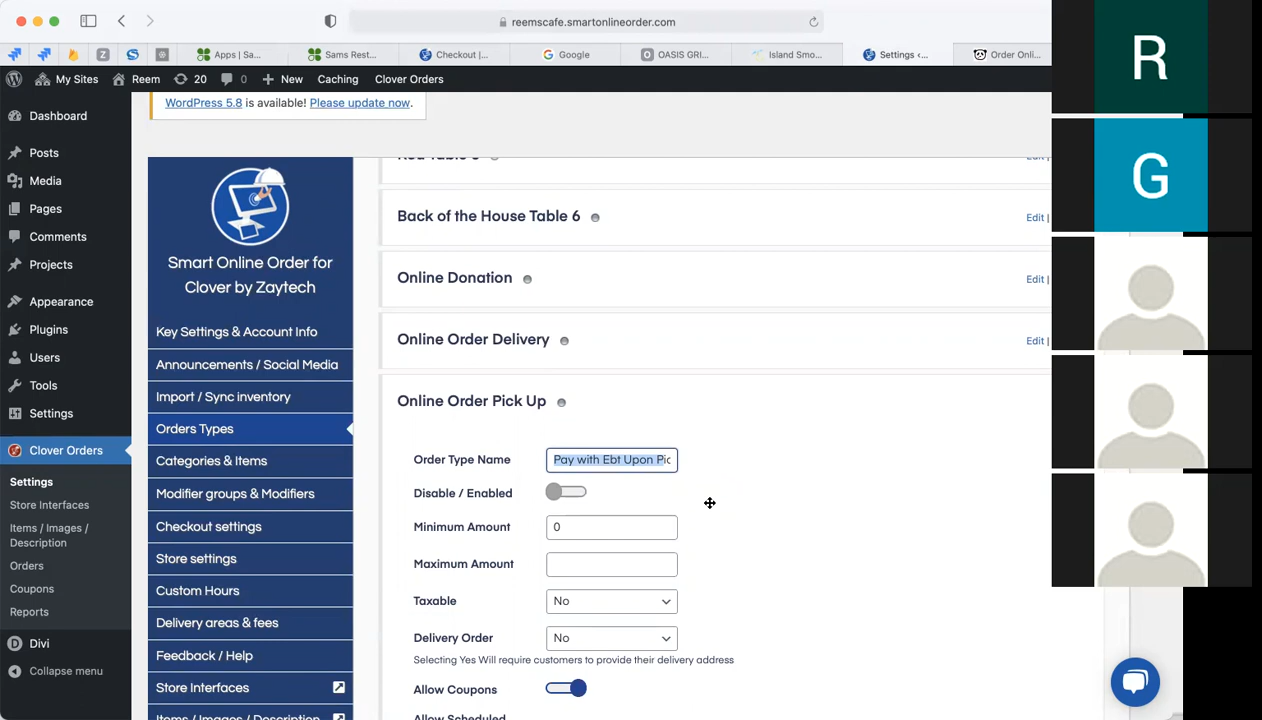 reemscafe.smartonlineorder.com
Apps | Sa...
Sams Rest...
Checkout |...
Google
OASIS GRI...
Island Smo...
Settings ‹...
Order Onli...
My Sites
Reem
20
0
New
Caching
Clover Orders
WordPress 5.8 is available! Please update now.
Dashboard
Posts
Media
Pages
Comments
Projects
Appearance
Plugins
Users
Tools
Settings
Clover Orders
Settings
Store Interfaces
Items / Images /
Description
Orders
Coupons
Reports
Divi
Collapse menu
Smart Online Order for
Clover by Zaytech
Key Settings & Account Info
Announcements / Social Media
Import / Sync inventory
Orders Types
Categories & Items
Modifier groups & Modifiers
Checkout settings
Store settings
Custom Hours
Delivery areas & fees
Feedback / Help
Store Interfaces
Items / Images / Description
Back of the House Table 6
Edit |
Online Donation
Edit |
Online Order Delivery
Edit |
Online Order Pick Up
Order Type Name
Pay with Ebt Upon Pic
Disable / Enabled
Minimum Amount
0
Maximum Amount
Taxable
No
Delivery Order
No
Selecting Yes Will require customers to provide their delivery address
Allow Coupons
Allow Scheduled
R
G